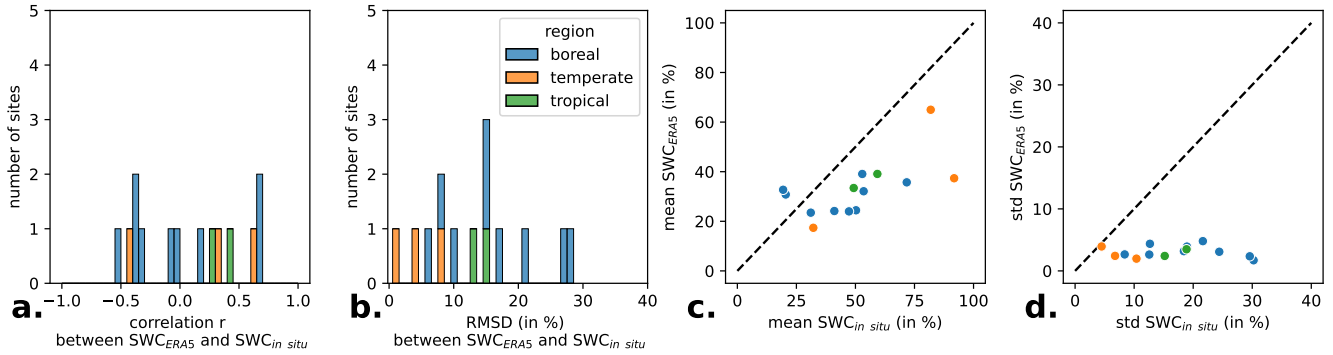 5
4
3
2
1
0
number of sites
−1.0 −0.5 0.0 0.5 1.0
a.
correlation r
between SWC_ERA5 and SWC_in situ
5
4
3
2
1
0
number of sites
region
boreal
temperate
tropical
0 10 20 30 40
b.
RMSD (in %)
between SWC_ERA5 and SWC_in situ
100
80
60
40
20
0
mean SWC_ERA5 (in %)
0 25 50 75 100
c.
mean SWC_in situ (in %)
40
30
20
10
0
std SWC_ERA5 (in %)
0 10 20 30 40
d.
std SWC_in situ (in %)